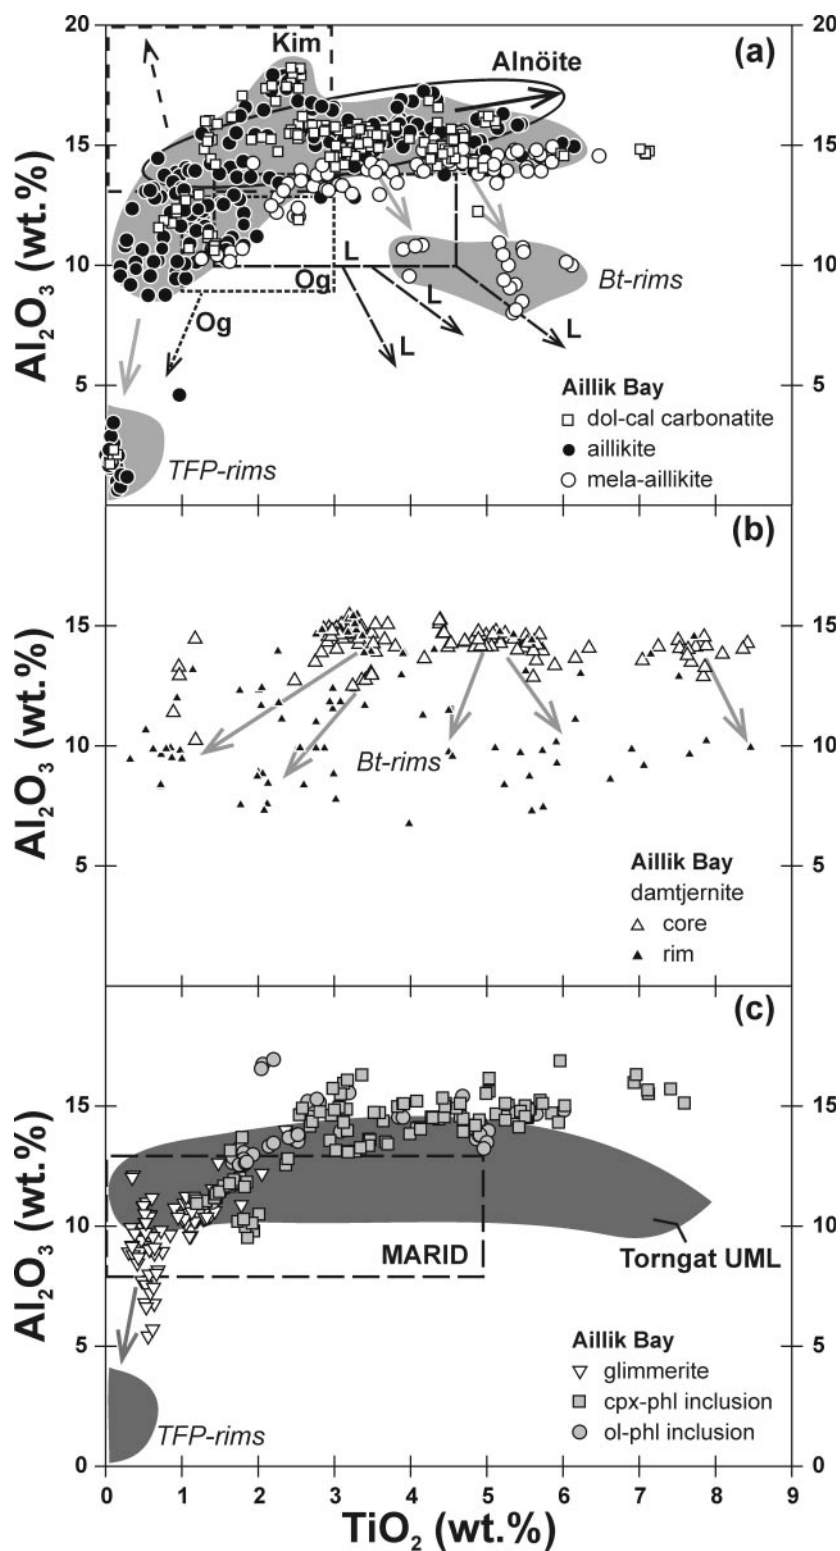 (a)
Kim
Alnöite
Al₂O₃ (wt.%)
20
15
10
5
20
15
10
5
L
Og
L
Bt-rims
Og
L
L
TFP-rims
Aillik Bay
dol-cal carbonatite
aillikite
mela-aillikite
(b)
Al₂O₃ (wt.%)
15
10
5
15
10
5
Bt-rims
Aillik Bay
damtjernite
core
rim
(c)
Al₂O₃ (wt.%)
15
10
5
0
15
10
5
0
MARID
Torngat UML
TFP-rims
Aillik Bay
glimmerite
cpx-phl inclusion
ol-phl inclusion
0 1 2 3 4 5 6 7 8 9
TiO₂ (wt.%)